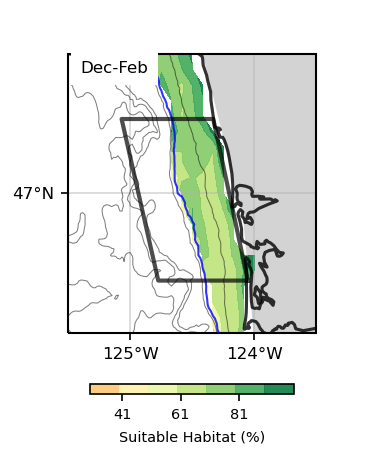 Dec-Feb
47°N
125°W 124°W
41 61 81
Suitable Habitat (%)